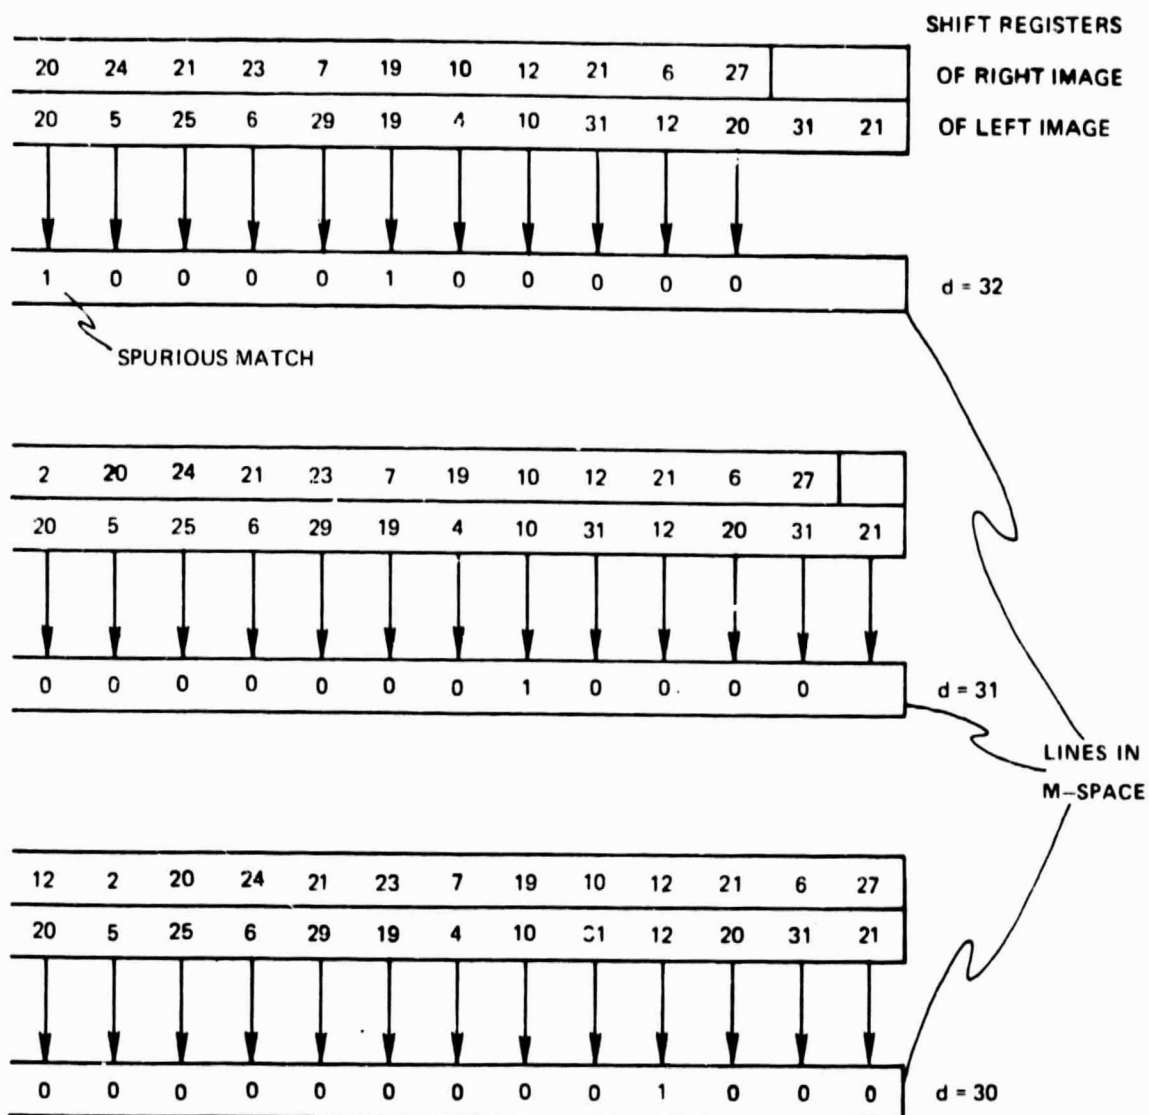 SHIFT REGISTERS
20 24 21 23 7 19 10 12 21 6 27 OF RIGHT IMAGE
20 5 25 6 29 19 4 10 31 12 20 31 21 OF LEFT IMAGE
1 0 0 0 0 1 0 0 0 0 0 d = 32
SPURIOUS MATCH
2 20 24 21 23 7 19 10 12 21 6 27
20 5 25 6 29 19 4 10 31 12 20 31 21
0 0 0 0 0 0 0 1 0 0 0 0 d = 31
LINES IN
M-SPACE
12 2 20 24 21 23 7 19 10 12 21 6 27
20 5 25 6 29 19 4 10 31 12 20 31 21
0 0 0 0 0 0 0 0 0 1 0 0 0 d = 30